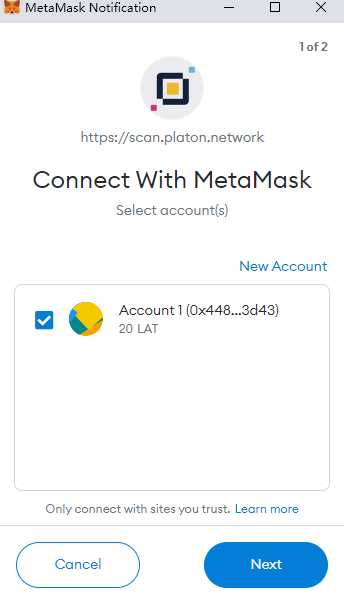 MetaMask Notification
1 of 2
https://scan.platon.network
Connect With MetaMask
Select account(s)
New Account
Account 1 (0x448...3d43)
20 LAT
Only connect with sites you trust. Learn more
Cancel
Next